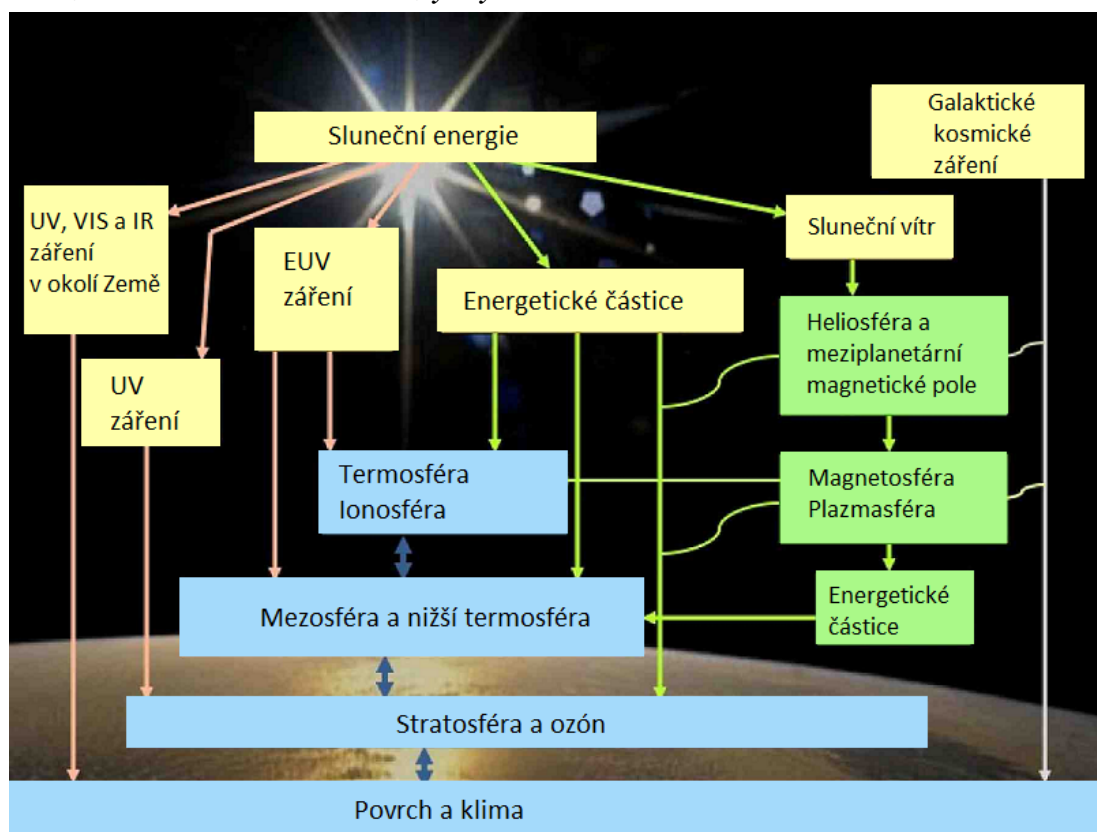 Sluneční energie
Galaktické
kosmické
záření
UV, VIS a IR
záření
v okolí Země
EUV
záření
Energetické částice
Sluneční vítr
Heliosféra a
meziplanetární
magnetické pole
UV
záření
Termosféra
Ionosféra
Magnetosféra
Plazmasféra
Energetické
částice
Mezosféra a nižší termosféra
Stratosféra a ozón
Povrch a klima